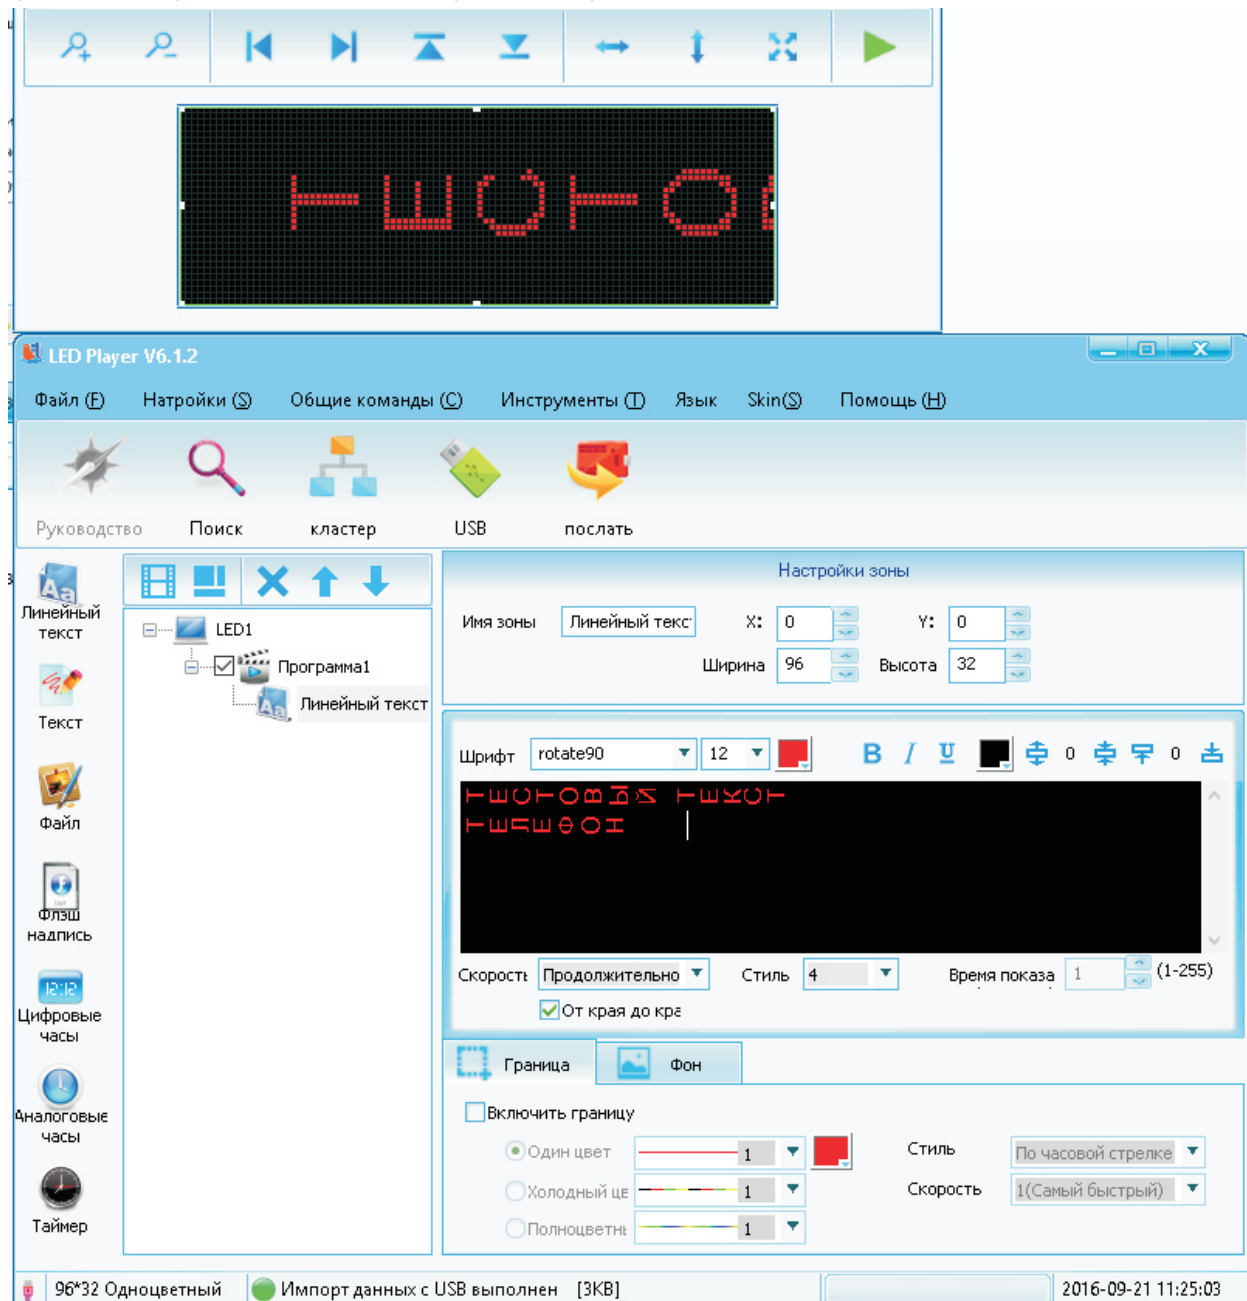 ТЕСТО
LED Player V6.1.2
Файл (F) Натройки (S) Общие команды (C) Инструменты (T) Язык Skin(S) Помощь (H)
Руководство Поиск кластер USB послать
Линейный
текст
Текст
Файл
Флэш
надпись
Цифровые
часы
Аналоговые
часы
Таймер
LED1
Программа1
Линейный текст
Настройки зоны
Имя зоны Линейный текс X: 0 Y: 0
Ширина 96 Высота 32
Шрифт rotate90 12 B I U 0 0
ТЕСТОВЫЙ ТЕКСТ
ТЕЛЕФОН
Скорость Продолжительно Стиль 4 Время показа 1 (1-255)
От края до кра
Граница Фон
Включить границу
Один цвет 1 Стиль По часовой стрелке
Холодный це 1 Скорость 1(Самый быстрый)
Полноцветнь 1
96*32 Одноцветный Импорт данных с USB выполнен [3KB] 2016-09-21 11:25:03